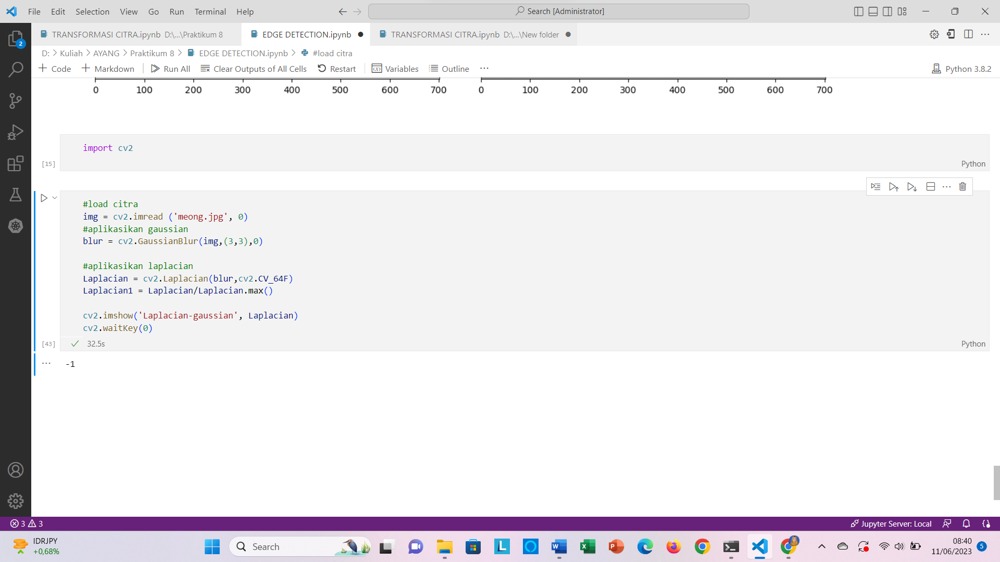 File Edit Selection View Go Run Terminal Help Search [Administrator]
TRANSFORMASI CITRA.ipynb D:\...\Praktikum 8 EDGE DETECTION.ipynb TRANSFORMASI CITRA.ipynb D:\...\New folder
2
D: > Kuliah > AYANG > Praktikum 8 > EDGE DETECTION.ipynb > #load citra
+ Code + Markdown Run All Clear Outputs of All Cells Restart Variables Outline ... Python 3.8.2
0 100 200 300 400 500 600 700 0 100 200 300 400 500 600 700
import cv2
[15] Python
#load citra
img = cv2.imread ('meong.jpg', 0)
#aplikasikan gaussian
blur = cv2.GaussianBlur(img,(3,3),0)
#aplikasikan laplacian
Laplacian = cv2.Laplacian(blur,cv2.CV_64F)
Laplacian1 = Laplacian/Laplacian.max()
cv2.imshow('Laplacian-gaussian', Laplacian)
cv2.waitKey(0)
[43] 32.5s Python
... -1
3 3 Jupyter Server: Local
IDRJPY
+0,68%
Search
08:40
11/06/2023
5